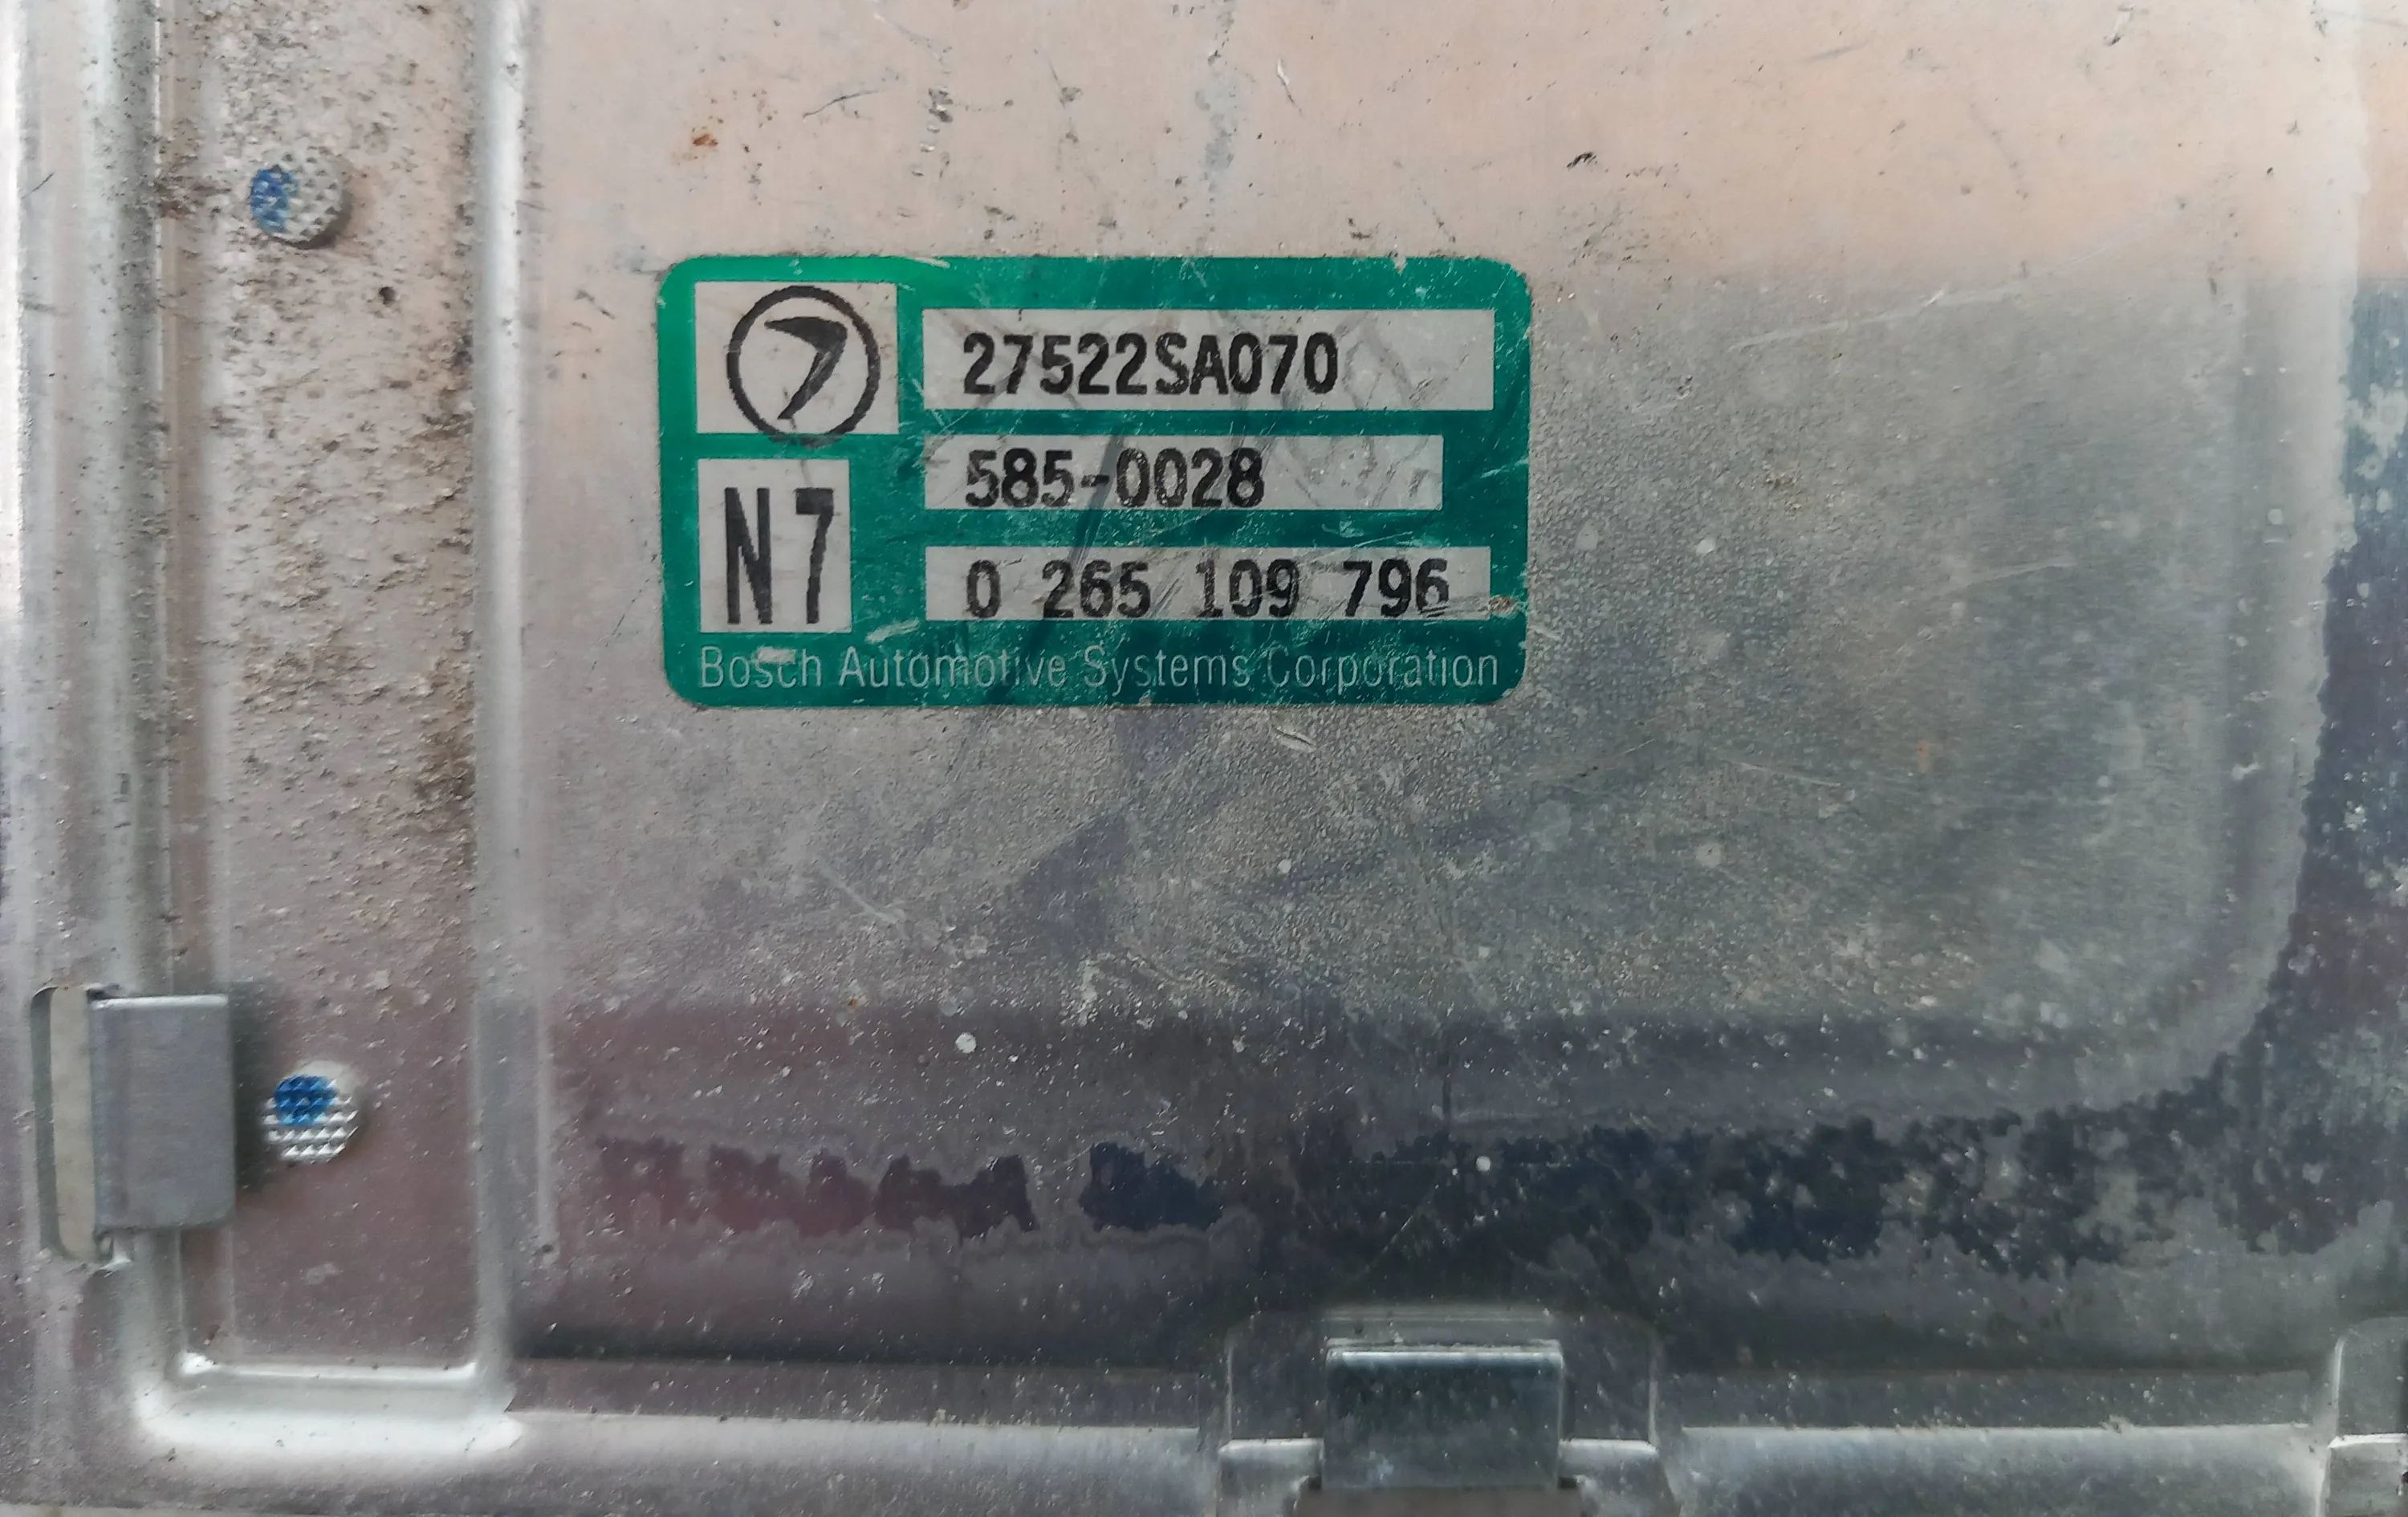 27522SA070
585-0028
N7
0 265 109 796
Bosch Automotive Systems Corporation